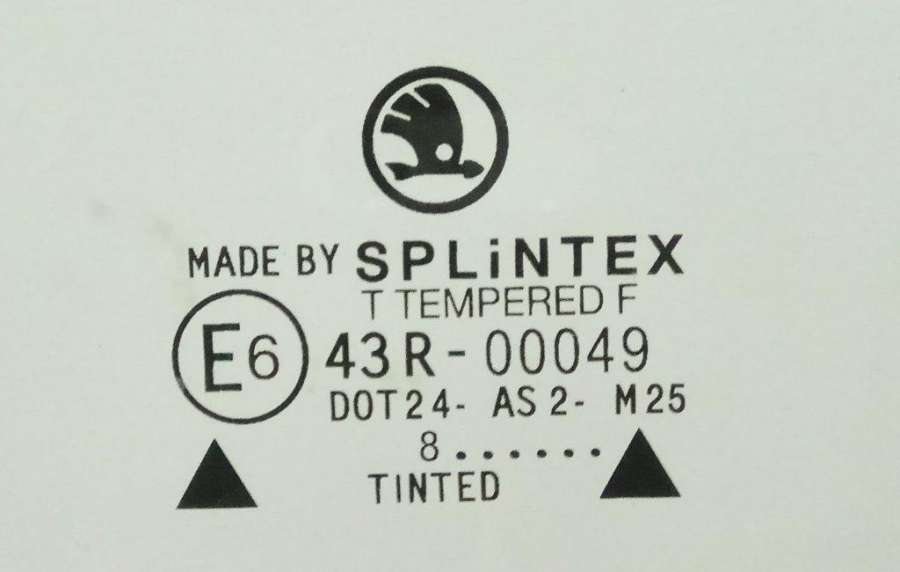 MADE BY SPLiNTEX
T TEMPERED F
E6 43R-00049
DOT24- AS2- M25
8......
TINTED